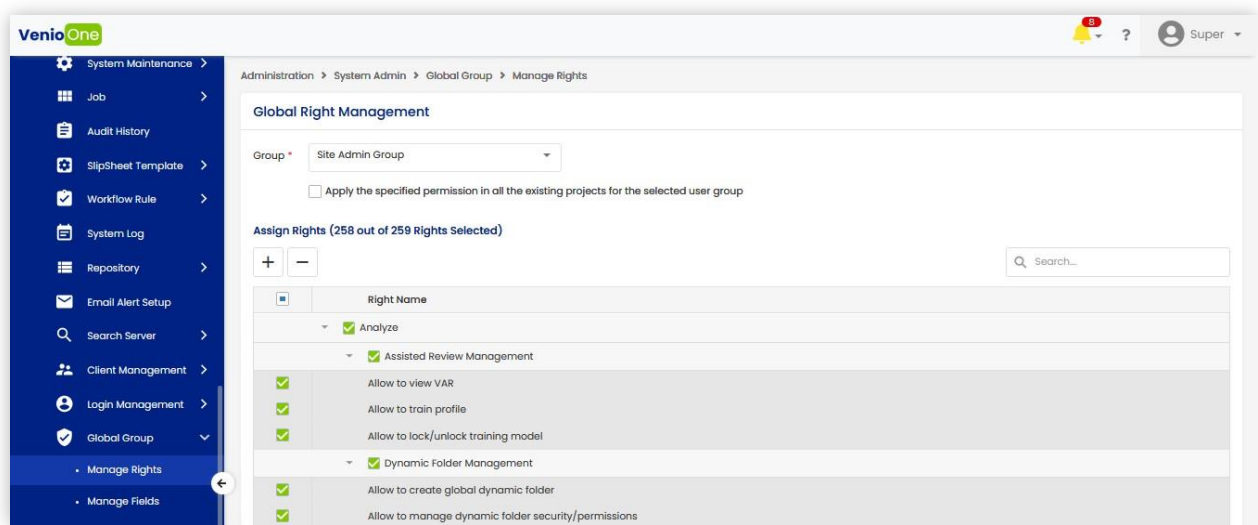 VenioOne
8
?
Super
System Maintenance
Job
Audit History
SlipSheet Template
Workflow Rule
System Log
Repository
Email Alert Setup
Search Server
Client Management
Login Management
Global Group
• Manage Rights
• Manage Fields
Administration > System Admin > Global Group > Manage Rights
Global Right Management
Group *
Site Admin Group
Apply the specified permission in all the existing projects for the selected user group
Assign Rights (258 out of 259 Rights Selected)
Search...
Right Name
Analyze
Assisted Review Management
Allow to view VAR
Allow to train profile
Allow to lock/unlock training model
Dynamic Folder Management
Allow to create global dynamic folder
Allow to manage dynamic folder security/permissions